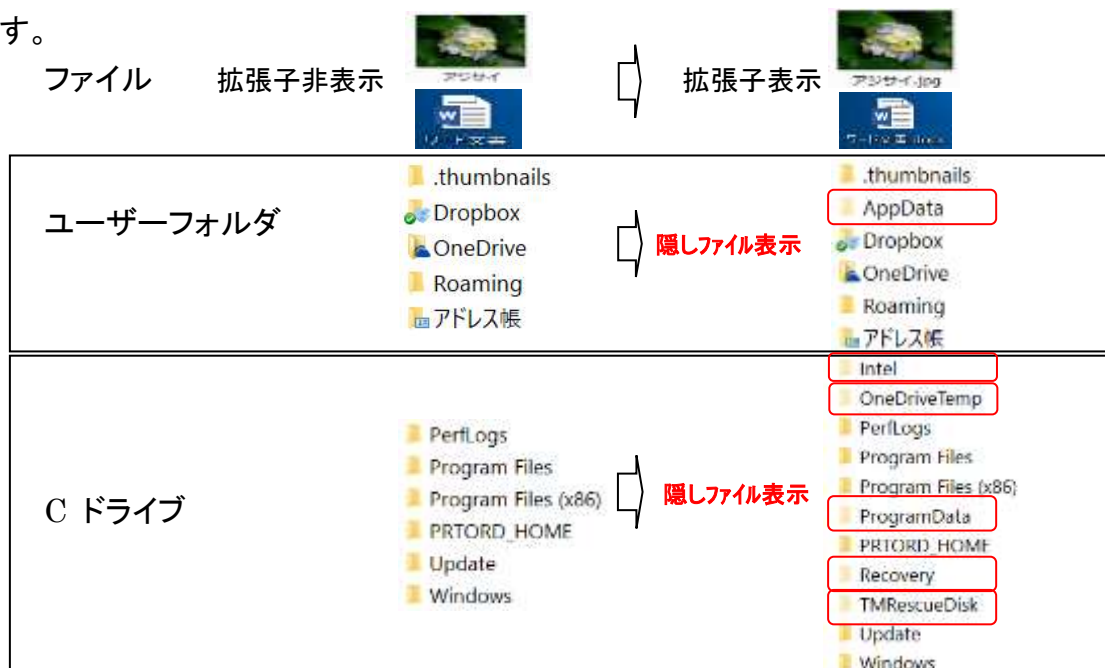 す。
ファイル 拡張子非表示 アジサイ 拡張子表示 アジサイ.jpg
ユーザーフォルダ
.thumbnails
Dropbox
OneDrive
Roaming
アドレス帳
隠しファイル表示
.thumbnails
AppData
Dropbox
OneDrive
Roaming
アドレス帳
C ドライブ
PerfLogs
Program Files
Program Files (x86)
PRTORD_HOME
Update
Windows
隠しファイル表示
Intel
OneDriveTemp
PerfLogs
Program Files
Program Files (x86)
ProgramData
PRTORD_HOME
Recovery
TMRescueDisk
Update
Windows